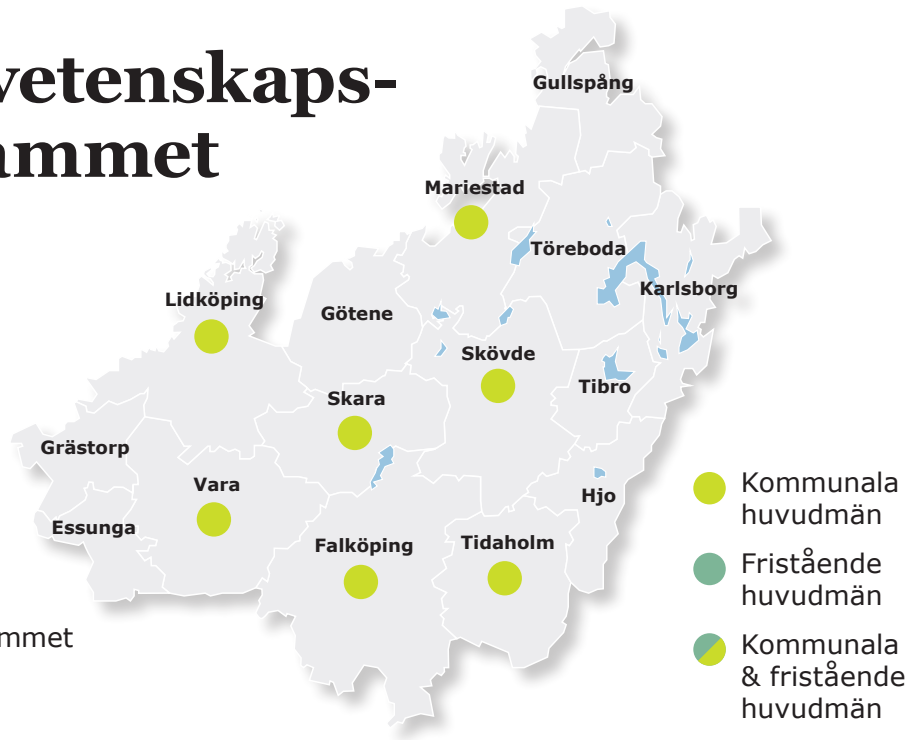 vetenskaps-
ammet
Gullspång
Mariestad
Töreboda
Karlsborg
Lidköping
Götene
Skövde
Tibro
Skara
Grästorp
Vara
Hjo
Essunga
Falköping
Tidaholm
ammet
Kommunala
huvudmän
Fristående
huvudmän
Kommunala
& fristående
huvudmän